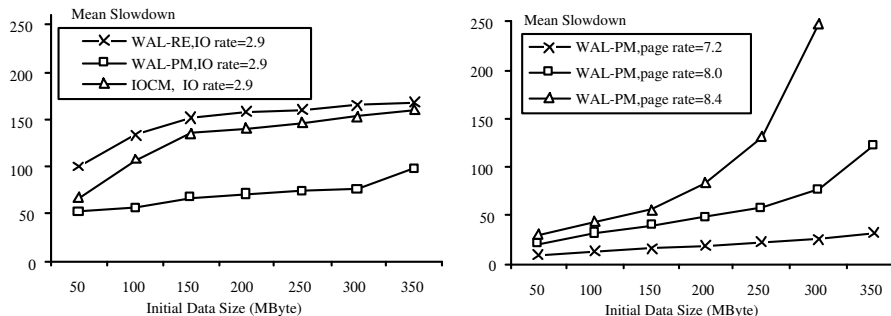 Mean Slowdown
250
200
150
100
50
0
WAL-RE,IO rate=2.9
WAL-PM,IO rate=2.9
IOCM, IO rate=2.9
50 100 150 200 250 300 350
Initial Data Size (MByte)
Mean Slowdown
250
200
150
100
50
0
WAL-PM,page rate=7.2
WAL-PM,page rate=8.0
WAL-PM,page rate=8.4
50 100 150 200 250 300 350
Initial Data Size (MByte)